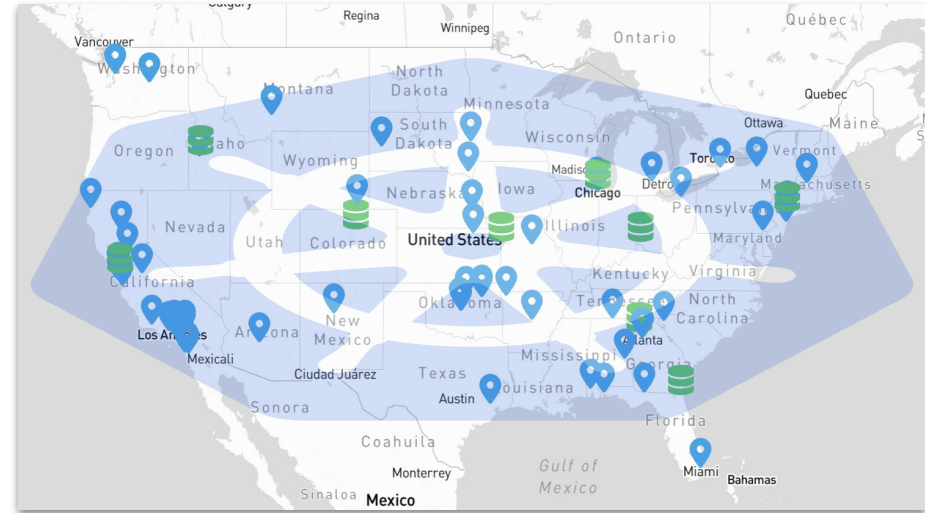 Calgary
Regina
Winnipeg
Québec
Ontario
Vancouver
Washington
North
Dakota
Montana
Minnesota
Quebec
Ottawa
Maine
South
Dakota
Wisconsin
Oregon
Idaho
Toronto
Vermont
Wyoming
Madison
Detroit
Massachusetts
Nebraska
Iowa
Chicago
Nevada
Pennsylvania
Illinois
Utah
Colorado
United States
Maryland
California
Kentucky
Virginia
Oklahoma
Tennessee
North
Carolina
Los Angeles
Arizona
New
Mexico
Atlanta
Mexicali
Mississippi
Georgia
Ciudad Juárez
Texas
Louisiana
Austin
Sonora
Florida
Coahuila
Gulf of
Mexico
Monterrey
Miami
Bahamas
Sinaloa
Mexico